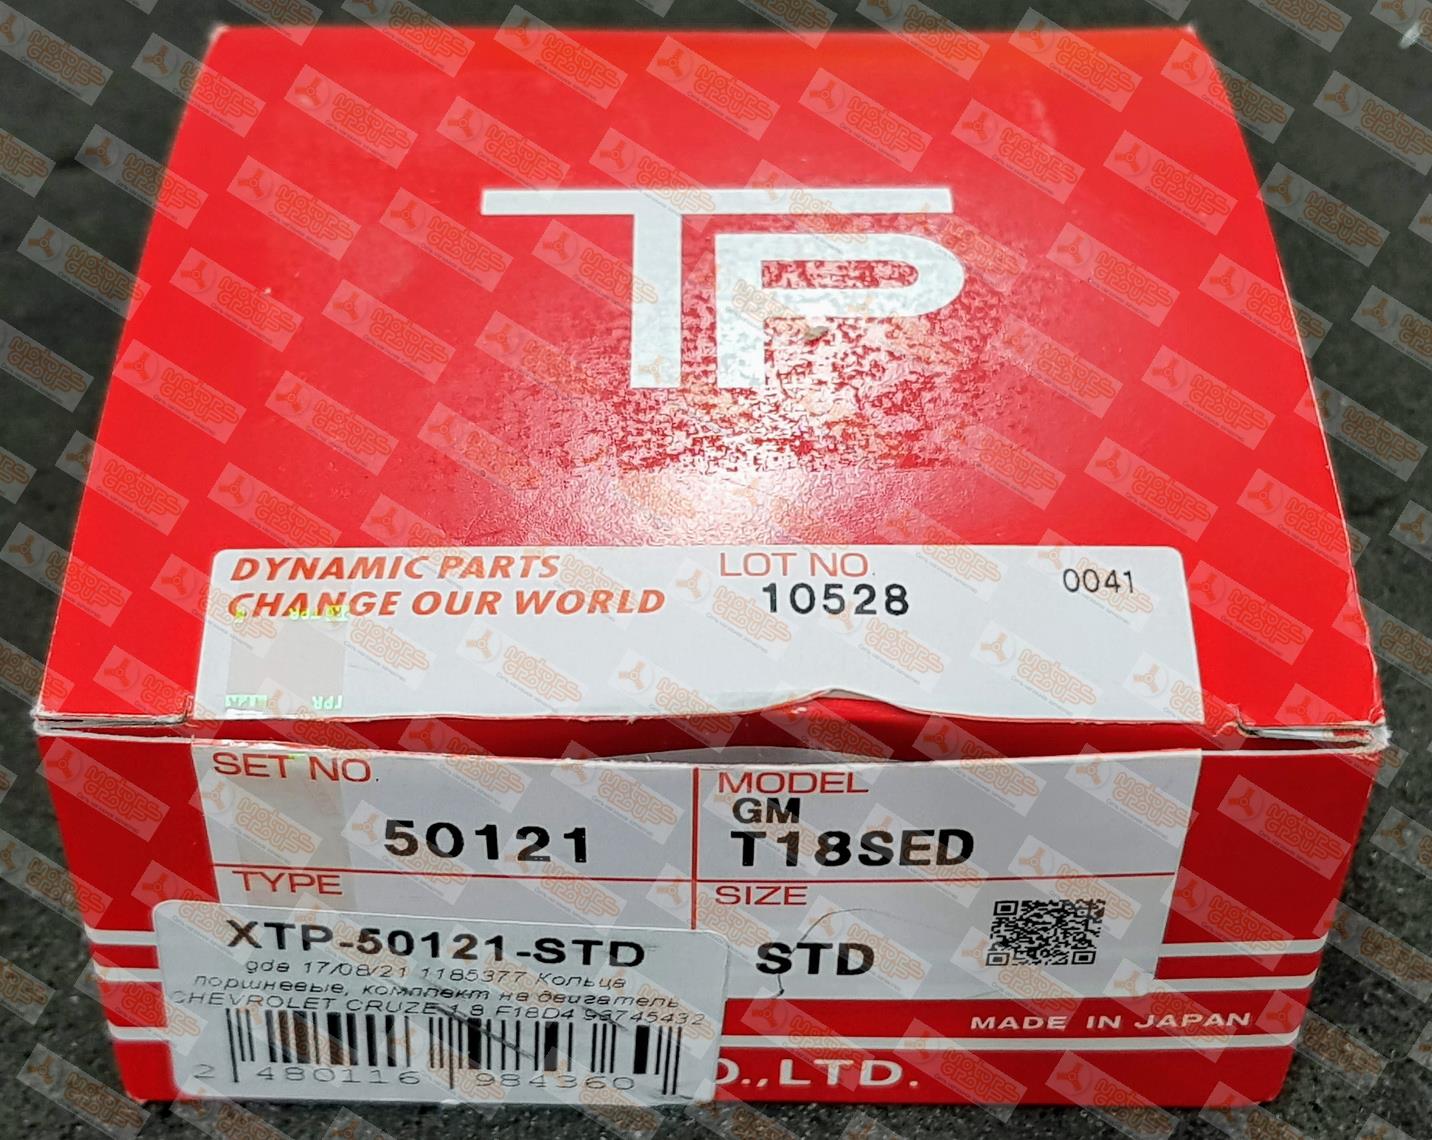 TP
DYNAMIC PARTS
CHANGE OUR WORLD
LOT NO.
10528
0041
SET NO.
50121
MODEL
GM
T18SED
TYPE
SIZE
STD
XTP-50121-STD
gda 17/08/21 1185377 Кольца
поршневые, комплект на двигатель
CHEVROLET CRUZE 1.8 F18D4 93745432
2 480116 984360
MADE IN JAPAN
O.,LTD.